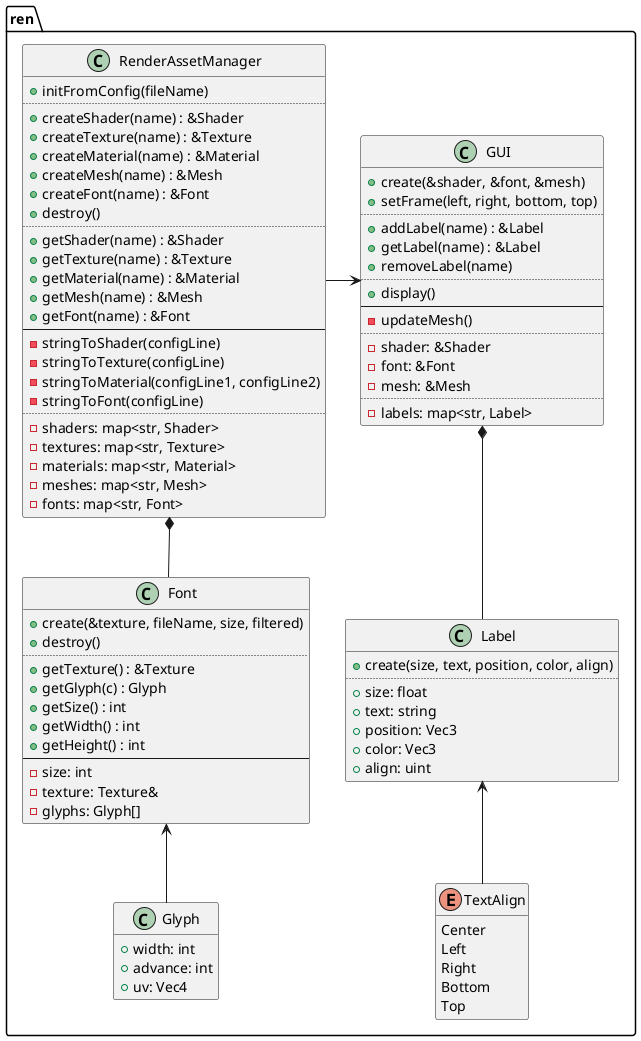 ren
C RenderAssetManager
initFromConfig(fileName)
createShader(name) : &Shader
createTexture(name) : &Texture
createMaterial(name) : &Material
createMesh(name) : &Mesh
createFont(name) : &Font
destroy()
getShader(name) : &Shader
getTexture(name) : &Texture
getMaterial(name) : &Material
getMesh(name) : &Mesh
getFont(name) : &Font
stringToShader(configLine)
stringToTexture(configLine)
stringToMaterial(configLine1, configLine2)
stringToFont(configLine)
shaders: map<str, Shader>
textures: map<str, Texture>
materials: map<str, Material>
meshes: map<str, Mesh>
fonts: map<str, Font>
C GUI
create(&shader, &font, &mesh)
setFrame(left, right, bottom, top)
addLabel(name) : &Label
getLabel(name) : &Label
removeLabel(name)
display()
updateMesh()
shader: &Shader
font: &Font
mesh: &Mesh
labels: map<str, Label>
C Font
create(&texture, fileName, size, filtered)
destroy()
getTexture() : &Texture
getGlyph(c) : Glyph
getSize() : int
getWidth() : int
getHeight() : int
size: int
texture: Texture&
glyphs: Glyph[]
C Label
create(size, text, position, color, align)
size: float
text: string
position: Vec3
color: Vec3
align: uint
C Glyph
width: int
advance: int
uv: Vec4
E TextAlign
Center
Left
Right
Bottom
Top